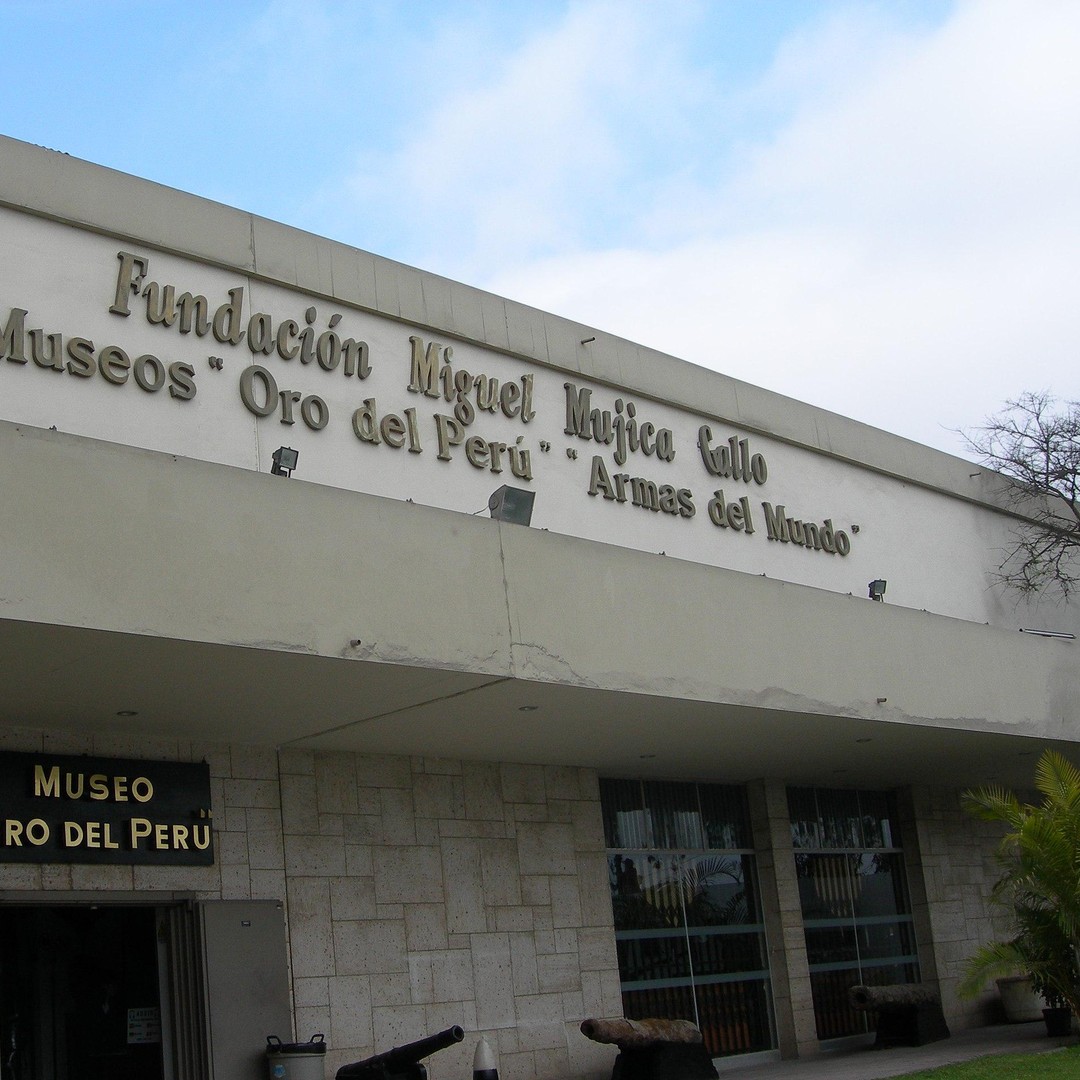 Fundación Miguel Mujica Gallo
Museos "Oro del Perú" "Armas del Mundo"
Museo
ro del Perú"